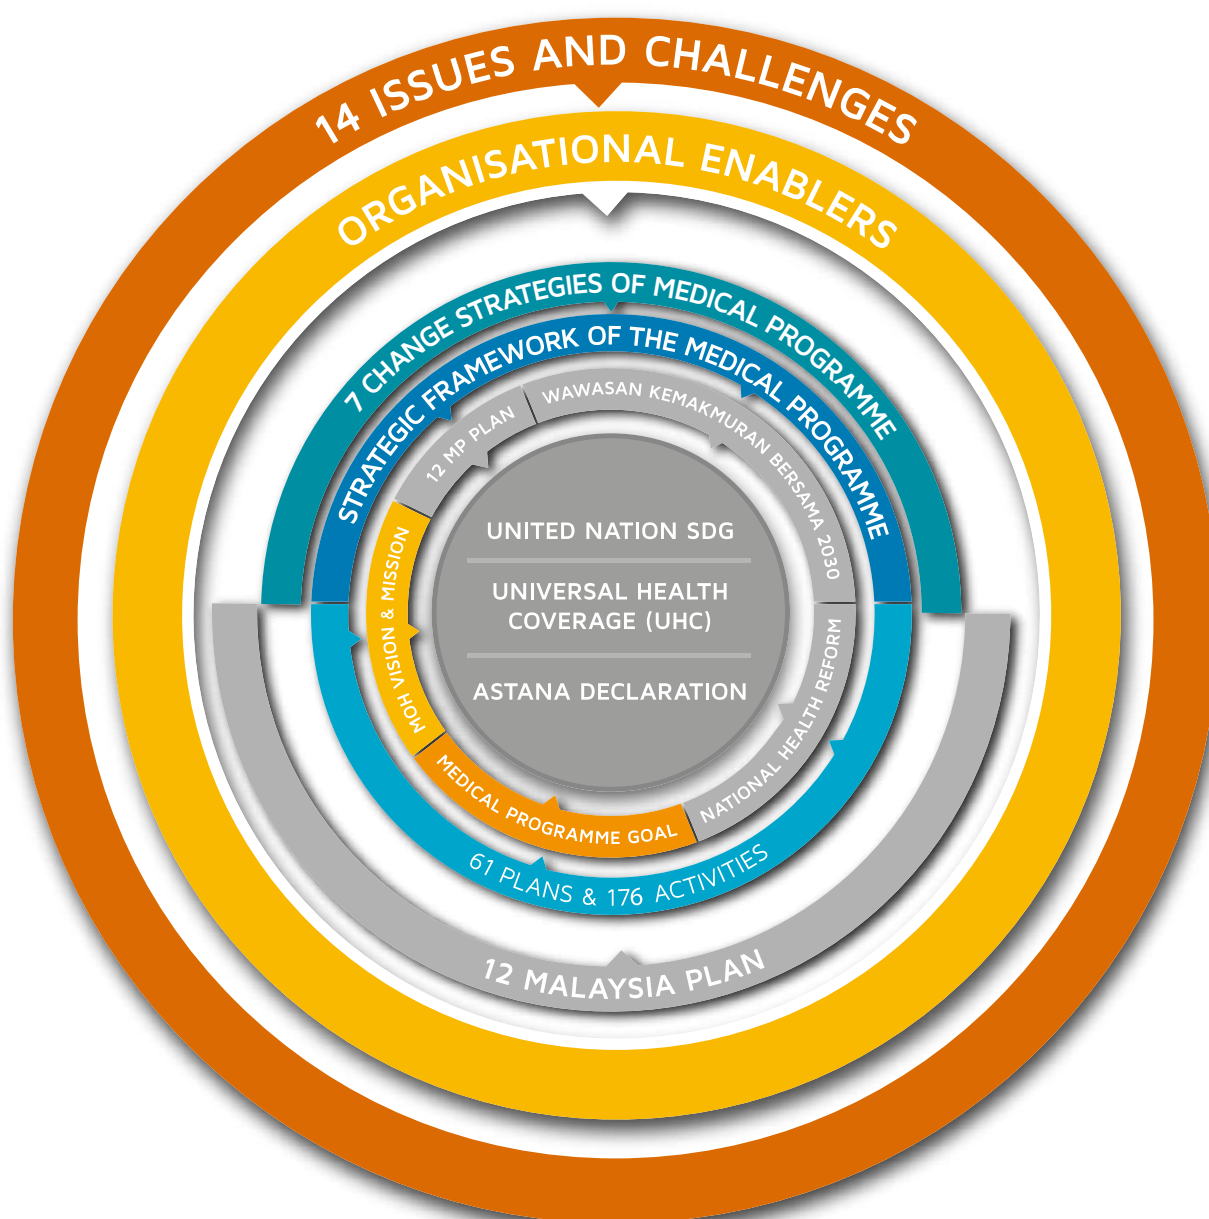 14 ISSUES AND CHALLENGES
ORGANISATIONAL ENABLERS
7 CHANGE STRATEGIES OF MEDICAL PROGRAMME
STRATEGIC FRAMEWORK OF THE MEDICAL PROGRAMME
12 MP PLAN
WAWASAN KEMAKMURAN BERSAMA 2030
MOH VISION & MISSION
UNITED NATION SDG
UNIVERSAL HEALTH
COVERAGE (UHC)
ASTANA DECLARATION
NATIONAL HEALTH REFORM
MEDICAL PROGRAMME GOAL
61 PLANS & 176 ACTIVITIES
12 MALAYSIA PLAN